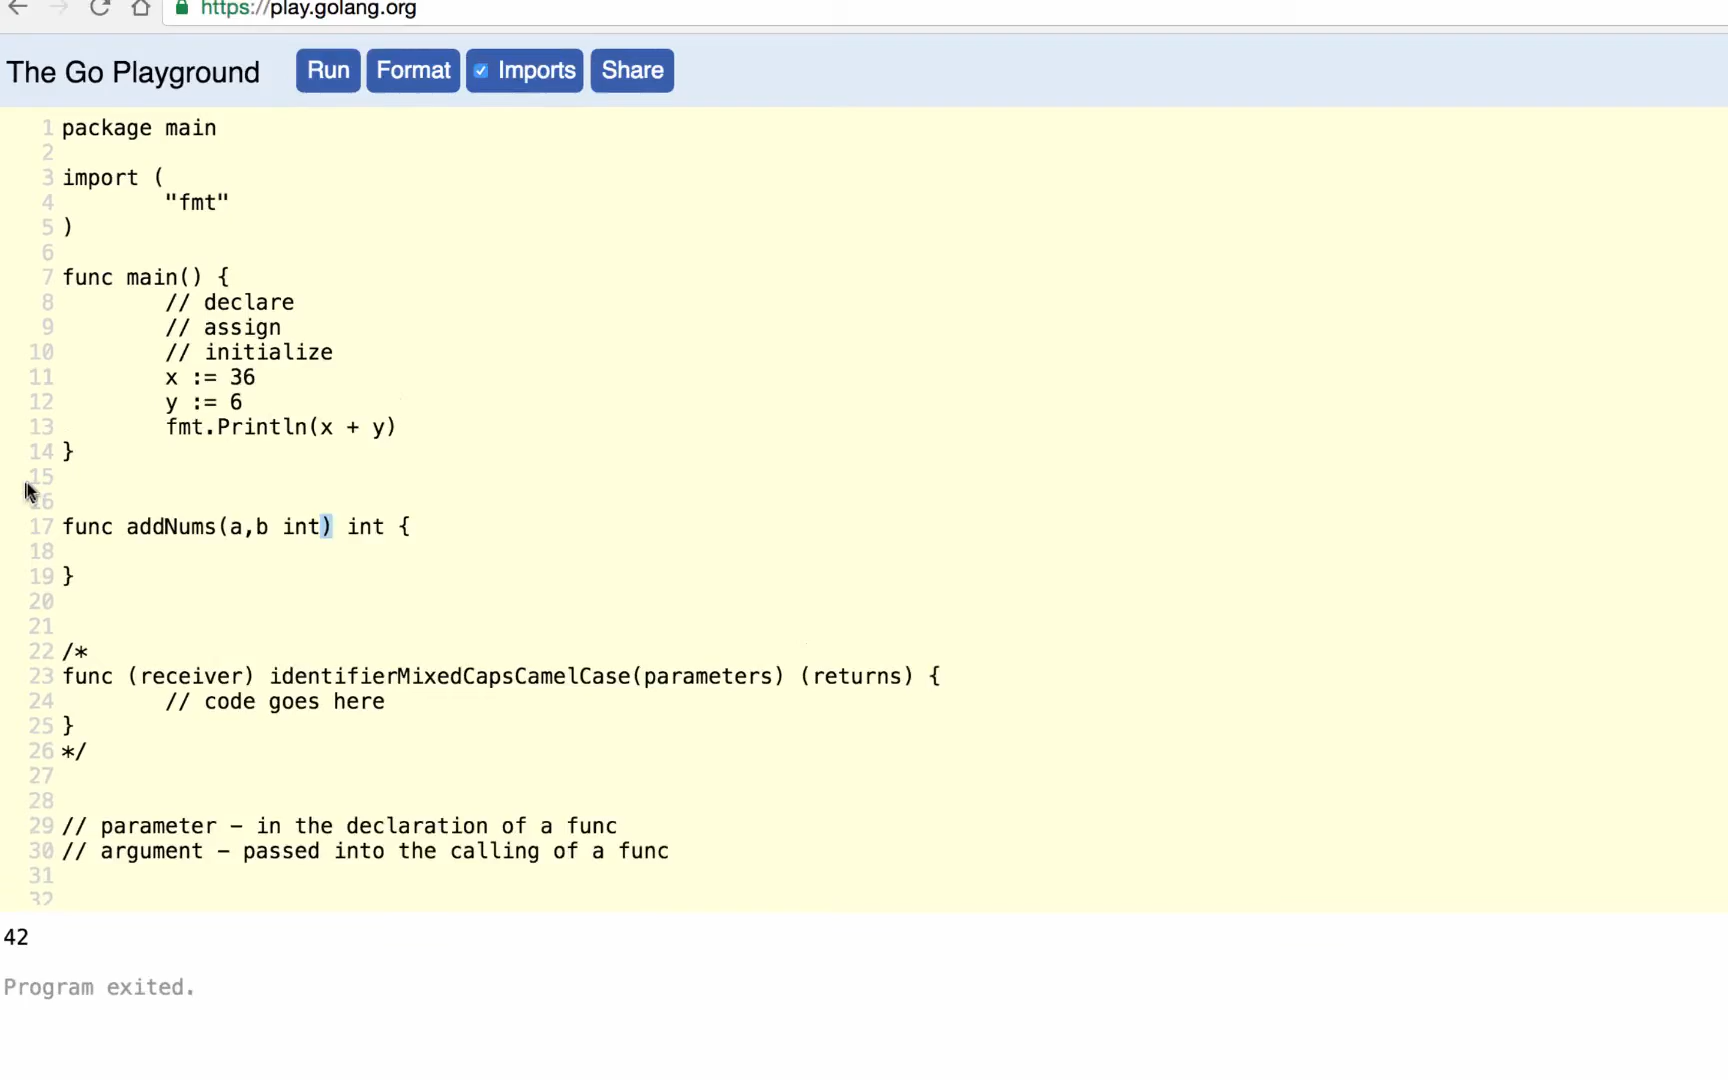 https://play.golang.org
The Go Playground Run Format Imports Share
1 package main
2
3 import (
4 "fmt"
5 )
6
7 func main() {
8 // declare
9 // assign
10 // initialize
11 x := 36
12 y := 6
13 fmt.Println(x + y)
14 }
15
16
17 func addNums(a,b int) int {
18
19 }
20
21
22 /*
23 func (receiver) identifierMixedCapsCamelCase(parameters) (returns) {
24 // code goes here
25 }
26 */
27
28
29 // parameter – in the declaration of a func
30 // argument – passed into the calling of a func
31
32
42
Program exited.